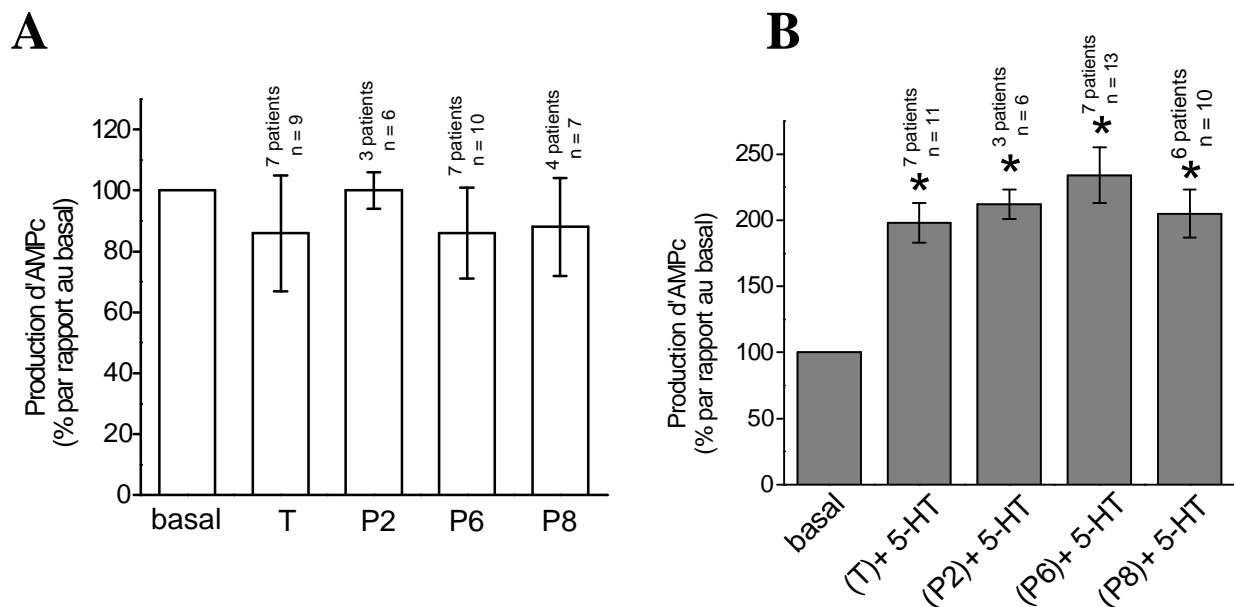 A
Production d'AMPc
(% par rapport au basal)
120
100
80
60
40
20
0
7 patients
n = 9
3 patients
n = 6
7 patients
n = 10
4 patients
n = 7
basal
T
P2
P6
P8
B
Production d'AMPc
(% par rapport au basal)
250
200
150
100
50
0
7 patients
n = 11
*
3 patients
n = 6
*
7 patients
n = 13
*
6 patients
n = 10
*
basal
(T)+ 5-HT
(P2)+ 5-HT
(P6)+ 5-HT
(P8)+ 5-HT